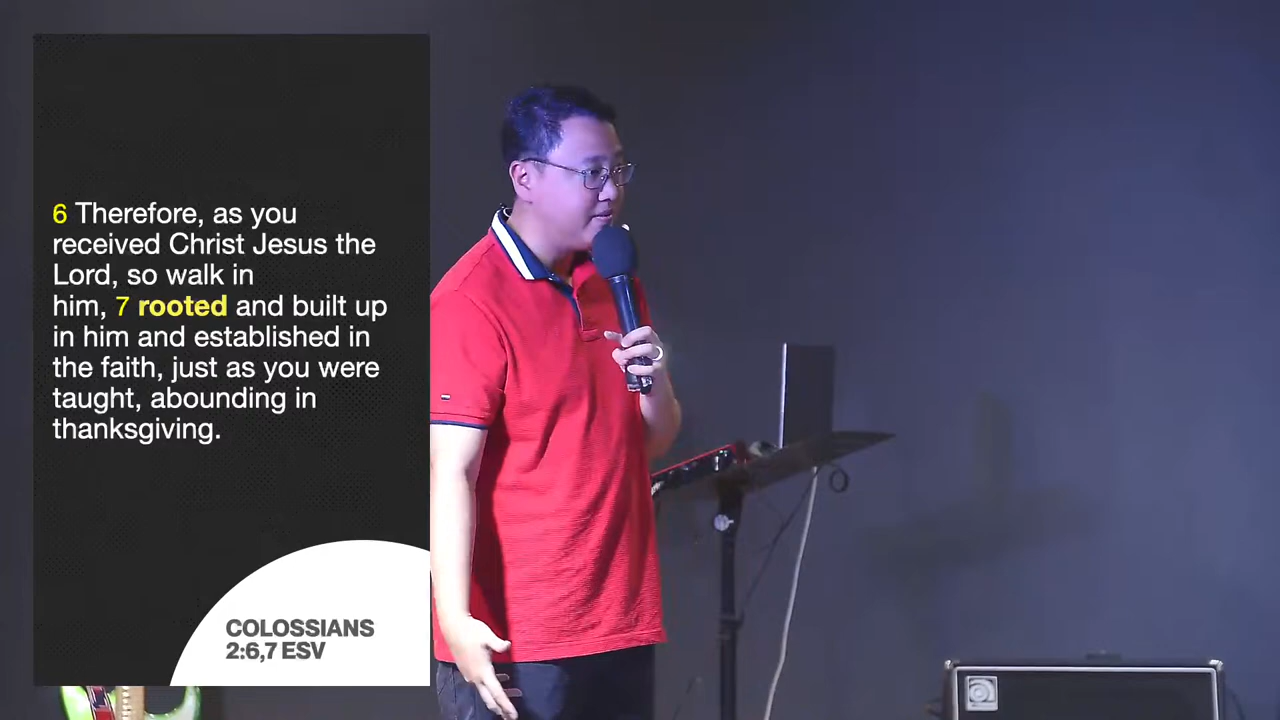 6 Therefore, as you
received Christ Jesus the
Lord, so walk in
him, 7 rooted and built up
in him and established in
the faith, just as you were
taught, abounding in
thanksgiving.
COLOSSIANS
2:6,7 ESV